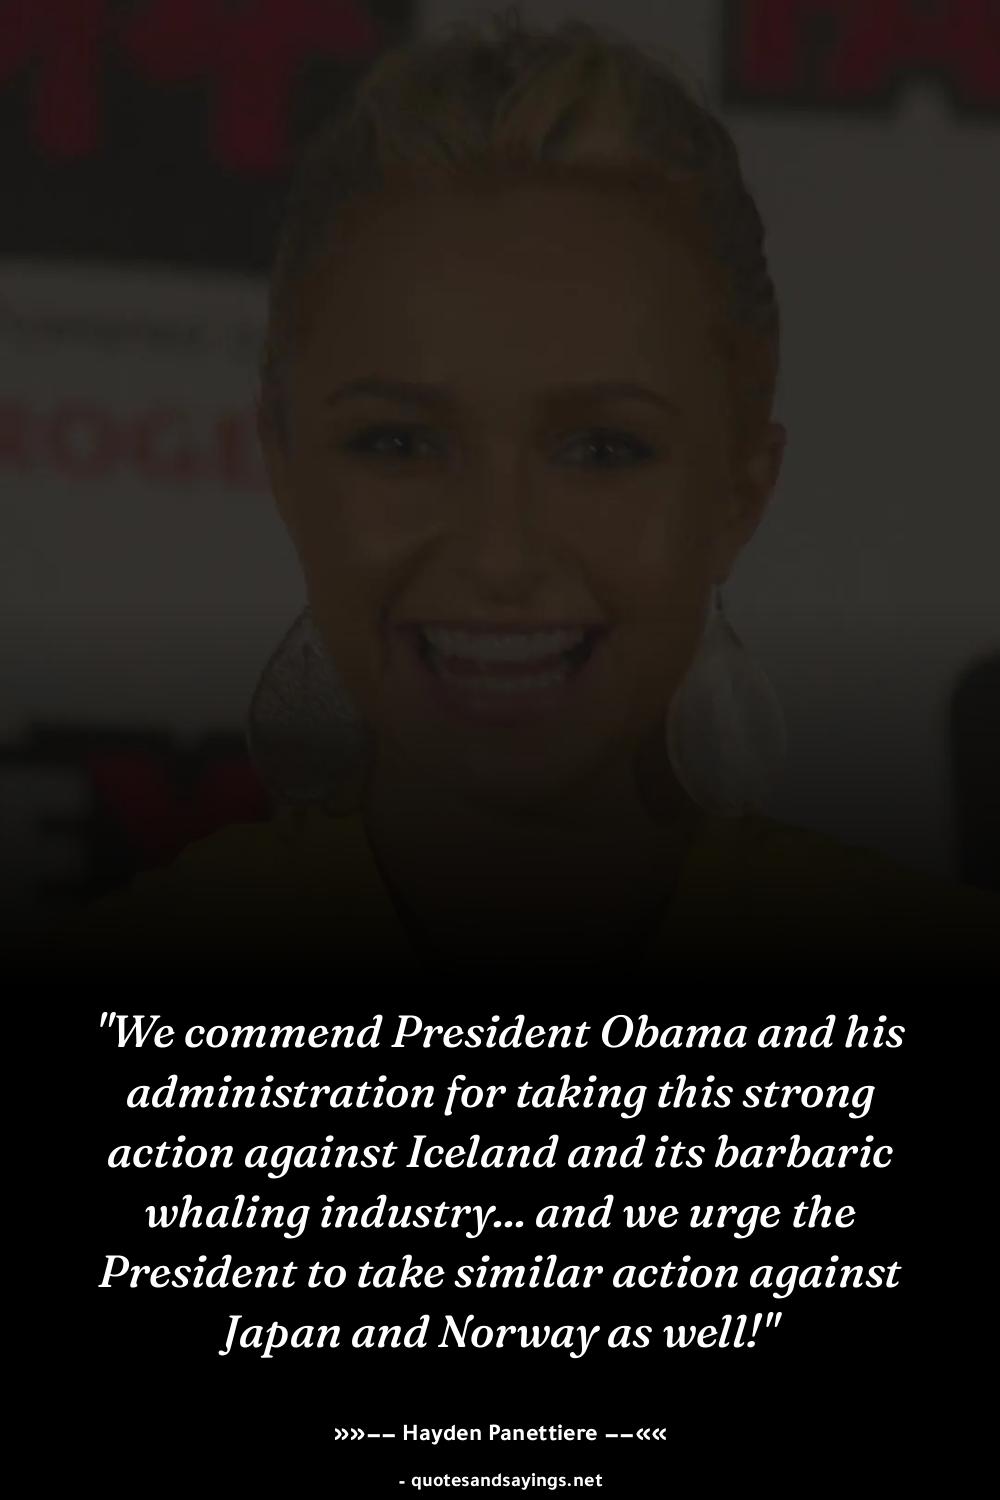 "We commend President Obama and his
administration for taking this strong
action against Iceland and its barbaric
whaling industry... and we urge the
President to take similar action against
Japan and Norway as well!"
»»–– Hayden Panettiere ––««
- quotesandsayings.net